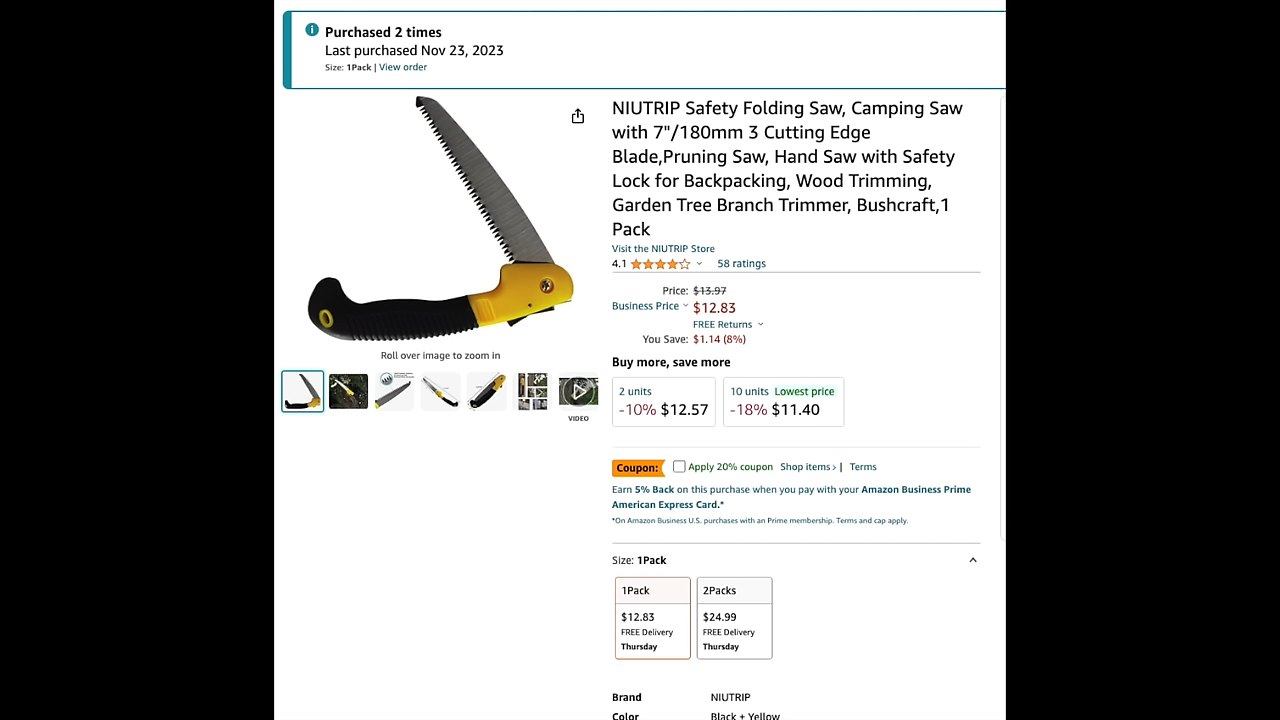 Purchased 2 times
Last purchased Nov 23, 2023
Size: 1Pack | View order
NIUTRIP Safety Folding Saw, Camping Saw
with 7"/180mm 3 Cutting Edge
Blade,Pruning Saw, Hand Saw with Safety
Lock for Backpacking, Wood Trimming,
Garden Tree Branch Trimmer, Bushcraft,1
Pack
Visit the NIUTRIP Store
4.1 58 ratings
Price: $13.97
Business Price $12.83
FREE Returns
You Save: $1.14 (8%)
Roll over image to zoom in
VIDEO
Buy more, save more
2 units
-10% $12.57
10 units Lowest price
-18% $11.40
Coupon: Apply 20% coupon Shop items › | Terms
Earn 5% Back on this purchase when you pay with your Amazon Business Prime
American Express Card.*
*On Amazon Business U.S. purchases with an Prime membership. Terms and cap apply.
Size: 1Pack
1Pack
$12.83
FREE Delivery
Thursday
2Packs
$24.99
FREE Delivery
Thursday
Brand NIUTRIP
Color Black + Yellow